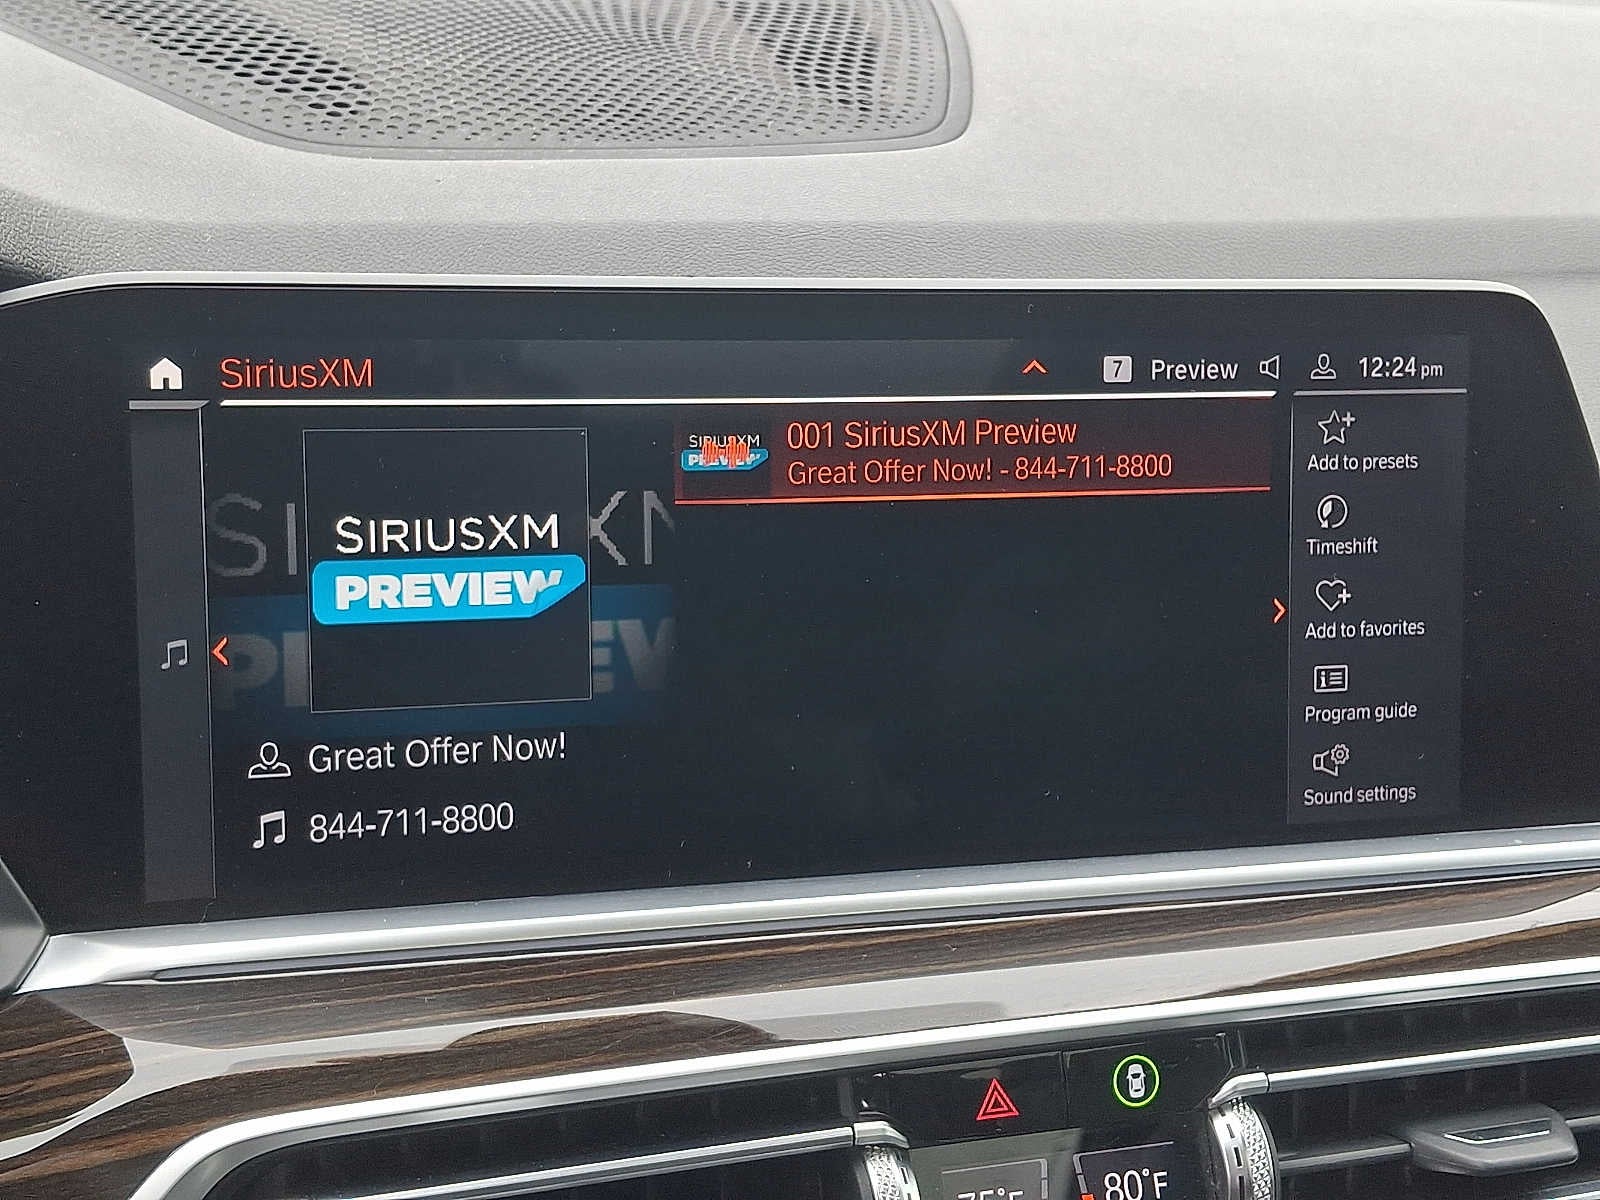 SiriusXM
7 Preview 12:24 pm
SIRIUSXM
PREVIEW
Great Offer Now!
844-711-8800
SIRIUSXM
PREVIEW
001 SiriusXM Preview
Great Offer Now! - 844-711-8800
Add to presets
Timeshift
Add to favorites
Program guide
Sound settings
75°F
80°F